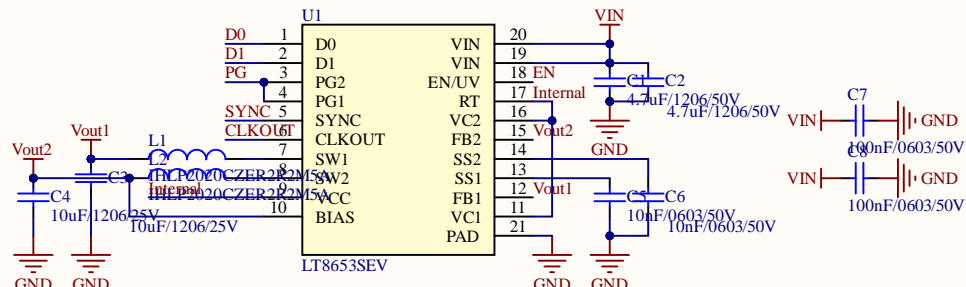 U1
VIN
D0 1 D0 VIN 20
D1 2 D1 VIN 19
PG 3 PG2 EN/UV 18 EN
4 PG1 RT 17 Internal
SYNC 5 SYNC VC2 16
CLKOUT 6 CLKOUT FB2 15 Vout2
7 SW1 SS2 14
8 SW2 SS1 13
Internal 9 VCC FB1 12 Vout1
10 BIAS VC1 11
PAD 21
LT8653SEV
C1
4.7uF/1206/50V
C2
4.7uF/1206/50V
GND
C7
VIN GND
100nF/0603/50V
C8
VIN GND
100nF/0603/50V
Vout1
Vout2
L1
IHLP2020CZER2R2M5A
L2
IHLP2020CZER2R2M5A
C3
10uF/1206/25V
C4
10uF/1206/25V
C5
10nF/0603/50V
C6
10nF/0603/50V
GND
GND
GND
GND